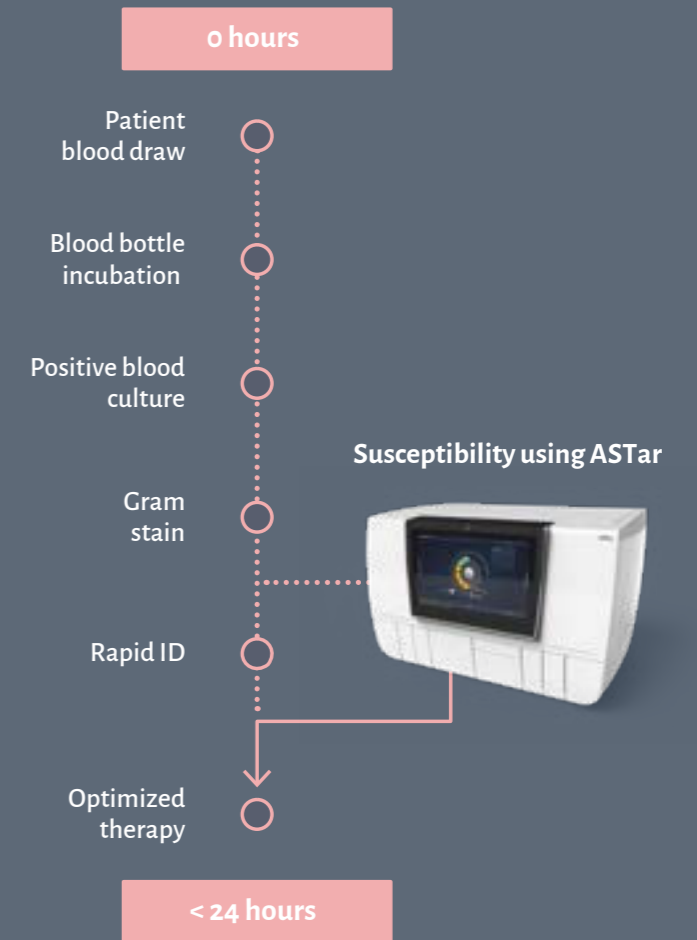 0 hours
Patient
blood draw
Blood bottle
incubation
Positive blood
culture
Susceptibility using ASTar
Gram
stain
Rapid ID
Optimized
therapy
< 24 hours